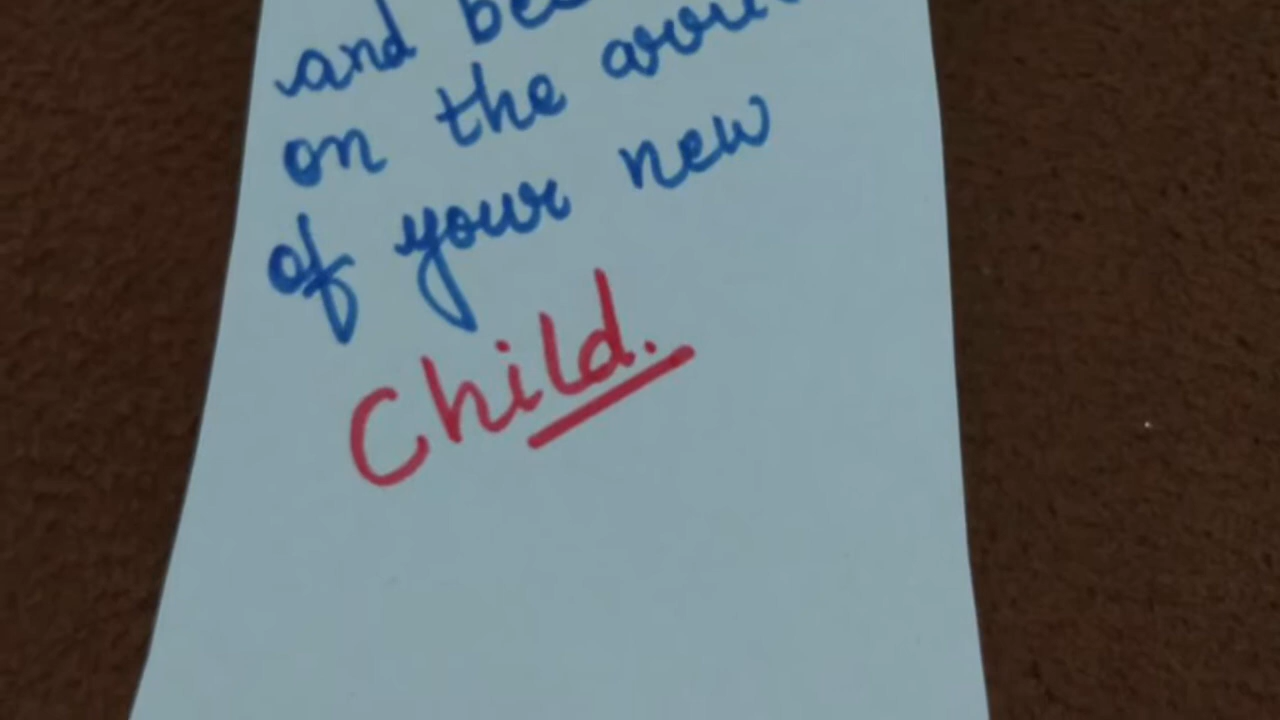 and
on the
of your new
Child.